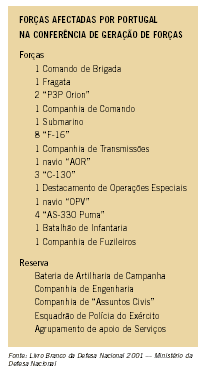 FORÇAS AFECTADAS POR PORTUGAL
NA CONFERÊNCIA DE GERAÇÃO DE FORÇAS
Forças
1 Comando de Brigada
1 Fragata
2 “P3P Orion”
1 Companhia de Comando
1 Submarino
8 “F-16”
1 Companhia de Transmissões
1 navio “AOR”
3 “C-130”
1 Destacamento de Operações Especiais
1 navio “OPV”
4 “AS-330 Puma”
1 Batalhão de Infantaria
1 Companhia de Fuzileiros
Reserva
Bateria de Artilharia de Campanha
Companhia de Engenharia
Companhia de “Assuntos Civis”
Esquadrão de Polícia do Exército
Agrupamento de apoio de Serviços
Fonte: Livro Branco da Defesa Nacional 2001 — Ministério da
Defesa Nacional